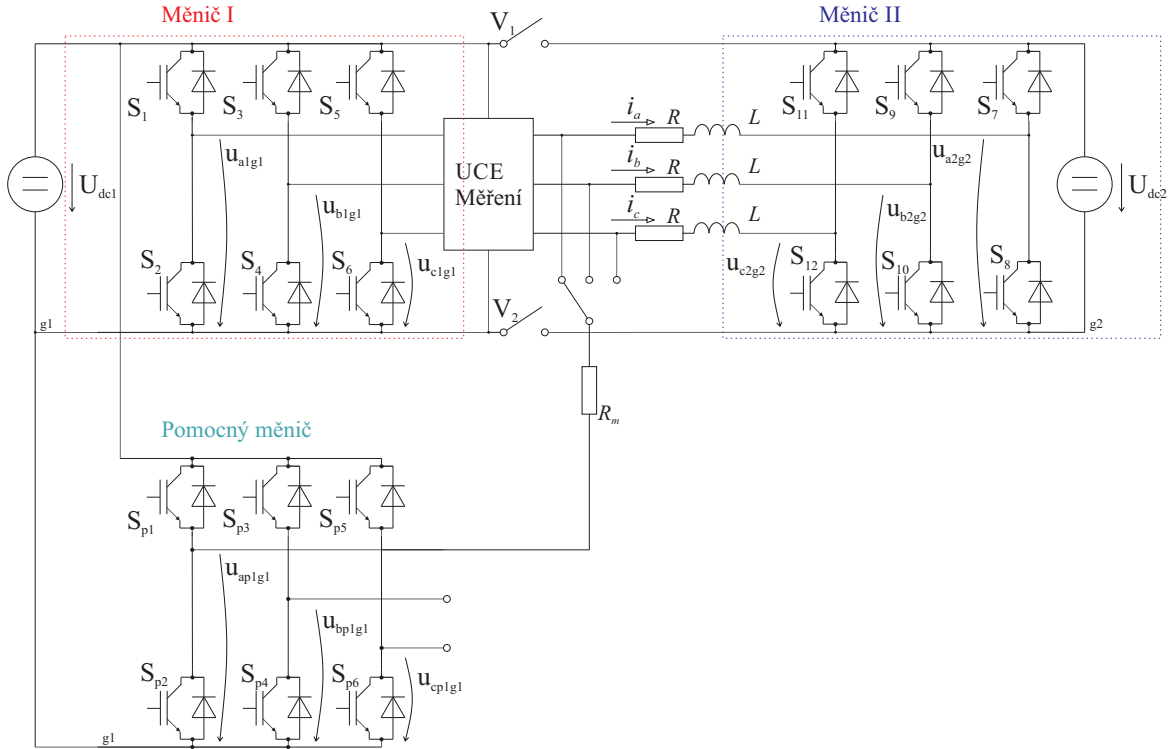 Měnič I
V1
Měnič II
S1
S3
S5
S11
S9
S7
ia
R
L
ua1g1
UCE
Měření
ib
R
L
ua2g2
Udc1
ub1g1
ic
R
L
ub2g2
Udc2
S2
S4
S6
uc1g1
uc2g2
S12
S10
S8
g1
V2
g2
Rm
Pomocný měnič
Sp1
Sp3
Sp5
uap1g1
ubp1g1
Sp2
Sp4
Sp6
ucp1g1
g1